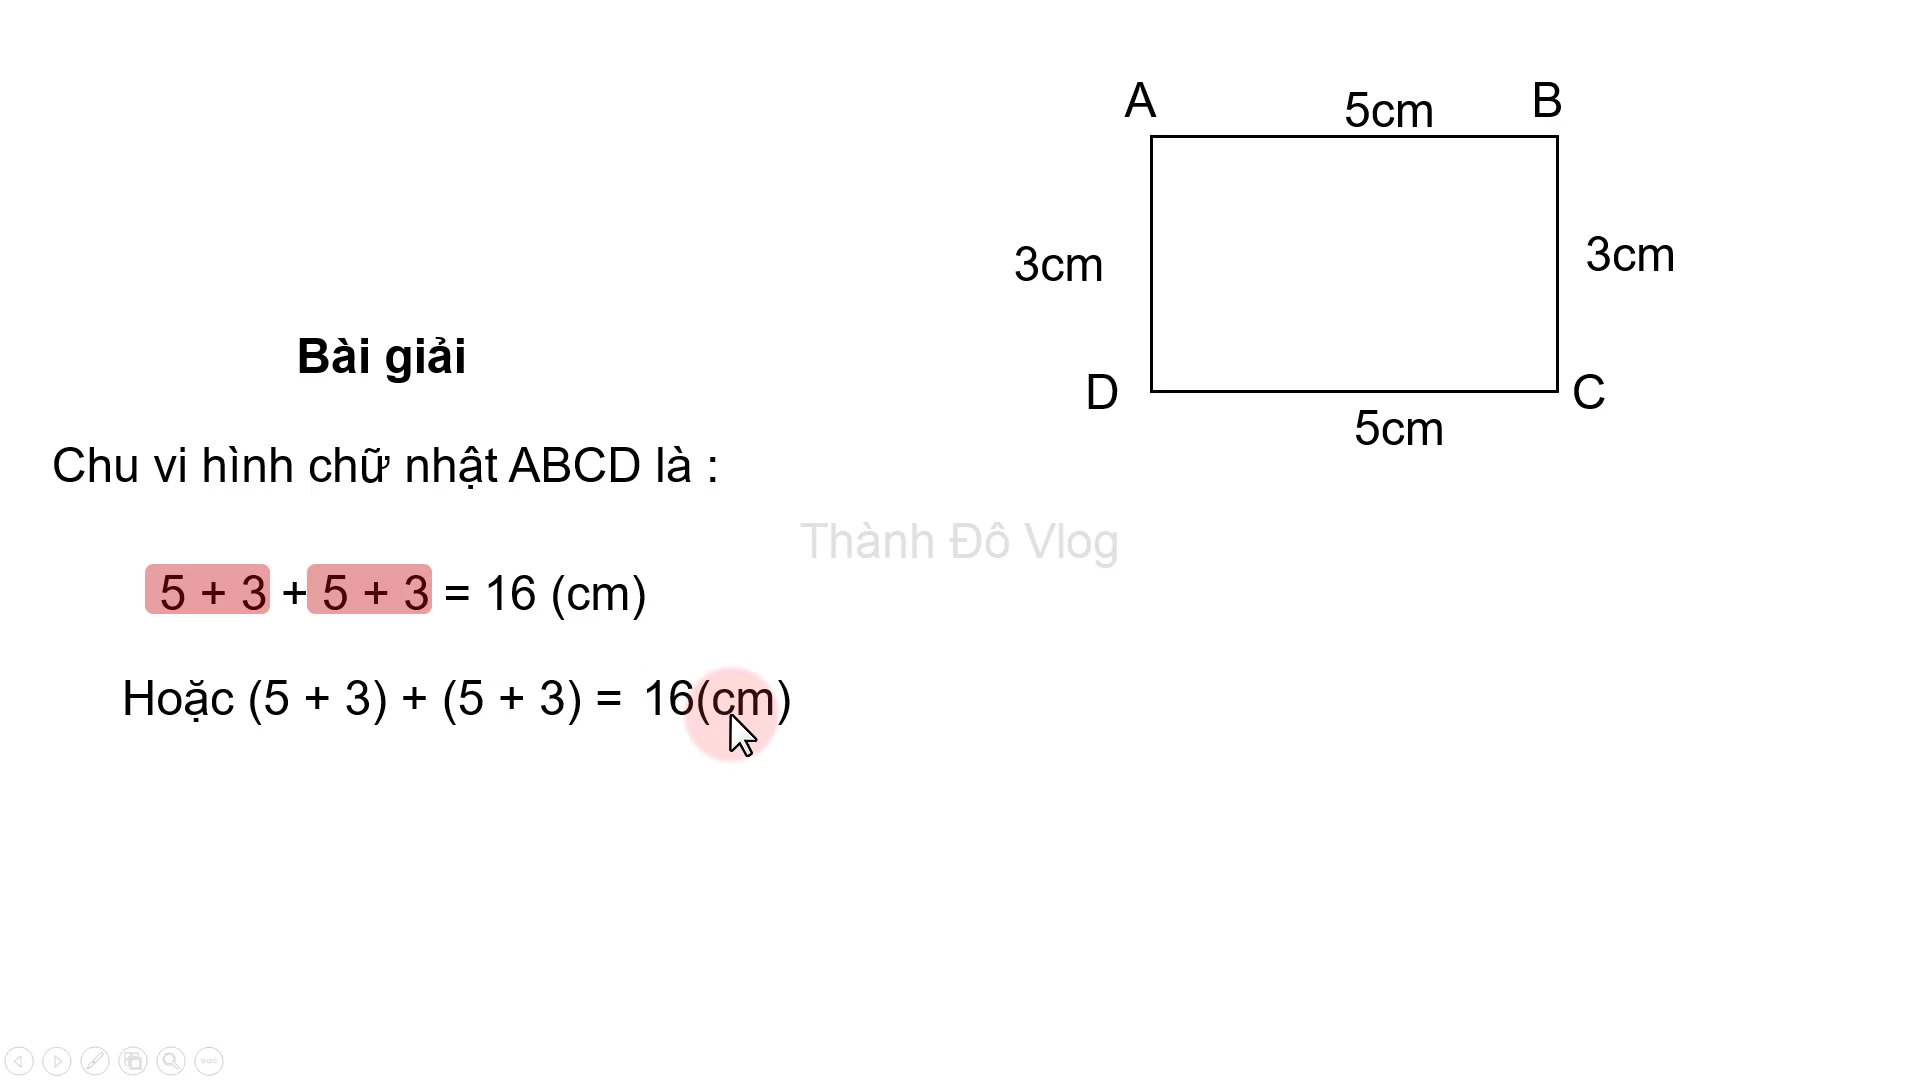 A 5cm B
3cm 3cm
D C
5cm
Bài giải
Chu vi hình chữ nhật ABCD là :
Thành Đô Vlog
5 + 3 + 5 + 3 = 16 (cm)
Hoặc (5 + 3) + (5 + 3) = 16(cm)